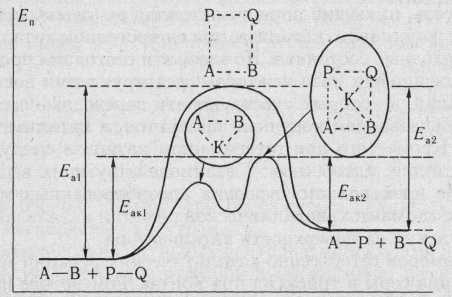 Eп
P--Q
A--B
P--Q
K
A B
A--B
K
Ea1
Eак1
Eак2
Ea2
A—P + B—Q
A—B + P—Q